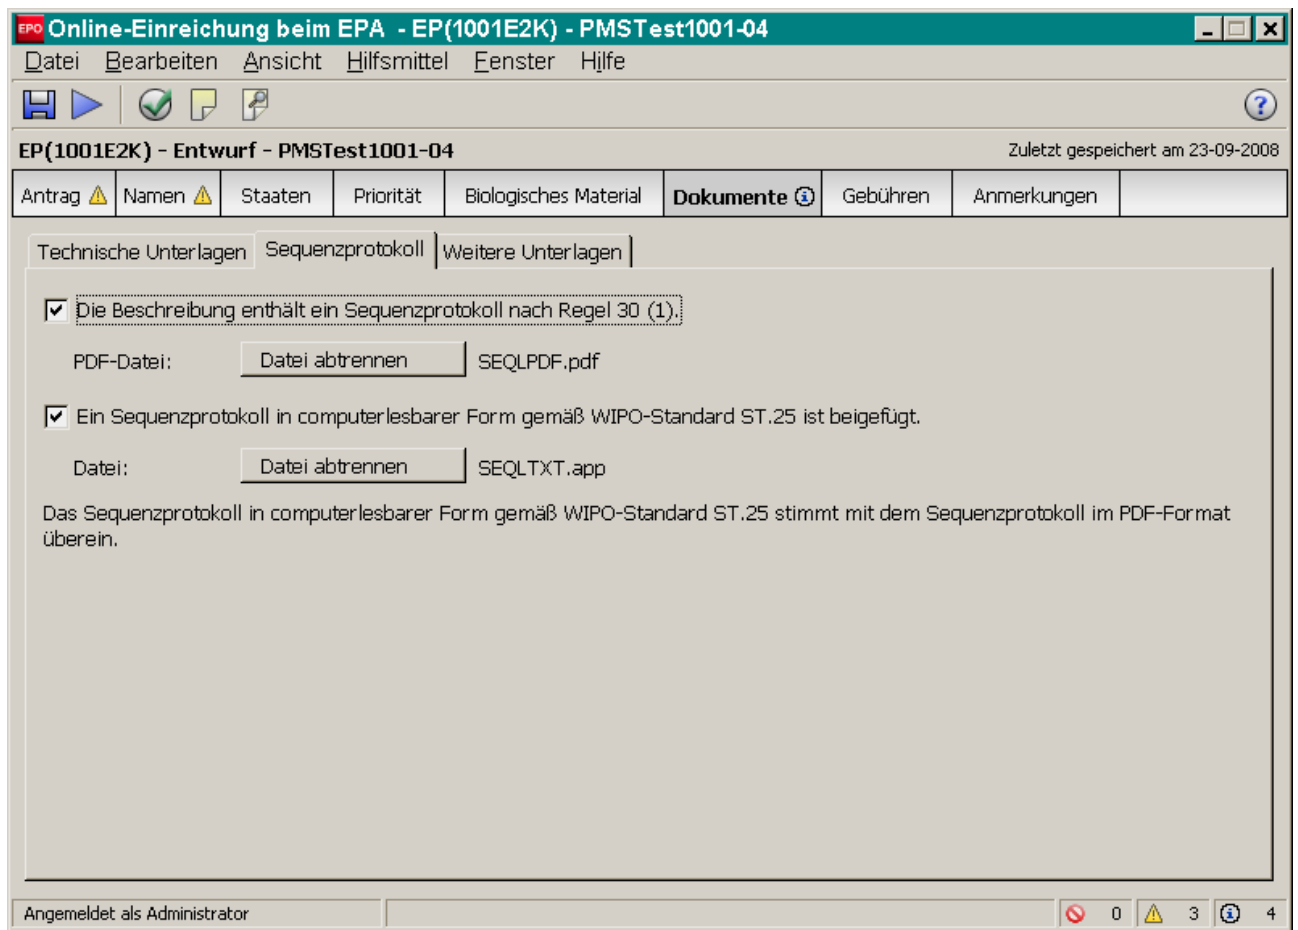 EPO Online-Einreichung beim EPA - EP(1001E2K) - PMSTest1001-04
Datei Bearbeiten Ansicht Hilfsmittel Fenster Hilfe
EP(1001E2K) - Entwurf - PMSTest1001-04 Zuletzt gespeichert am 23-09-2008
Antrag Namen Staaten Priorität Biologisches Material Dokumente Gebühren Anmerkungen
Technische Unterlagen Sequenzprotokoll Weitere Unterlagen
Die Beschreibung enthält ein Sequenzprotokoll nach Regel 30 (1).
PDF-Datei: Datei abtrennen SEQLPDF.pdf
Ein Sequenzprotokoll in computerlesbarer Form gemäß WIPO-Standard ST.25 ist beigefügt.
Datei: Datei abtrennen SEQLTXT.app
Das Sequenzprotokoll in computerlesbarer Form gemäß WIPO-Standard ST.25 stimmt mit dem Sequenzprotokoll im PDF-Format
überein.
Angemeldet als Administrator 0 3 4